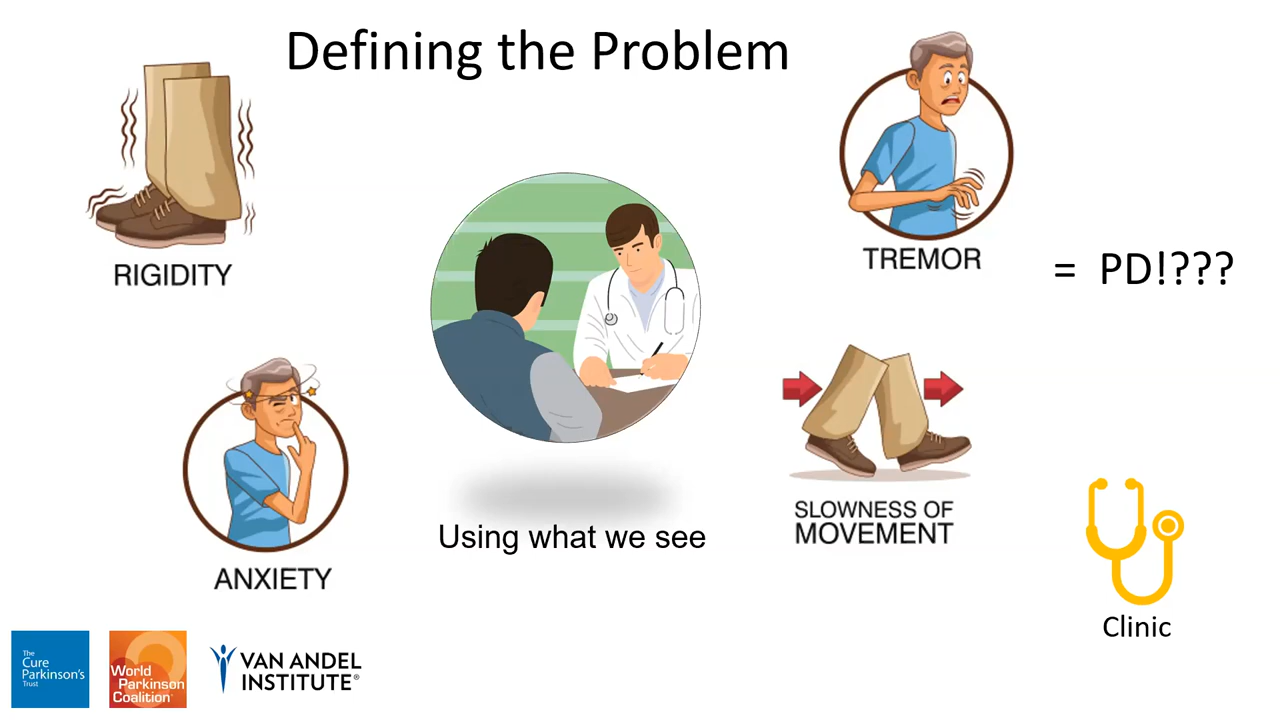 Defining the Problem
RIGIDITY
TREMOR
= PD!???
ANXIETY
Using what we see
SLOWNESS OF
MOVEMENT
Clinic
The
Cure
Parkinson's
Trust
World
Parkinson
Coalition
VAN ANDEL
INSTITUTE®